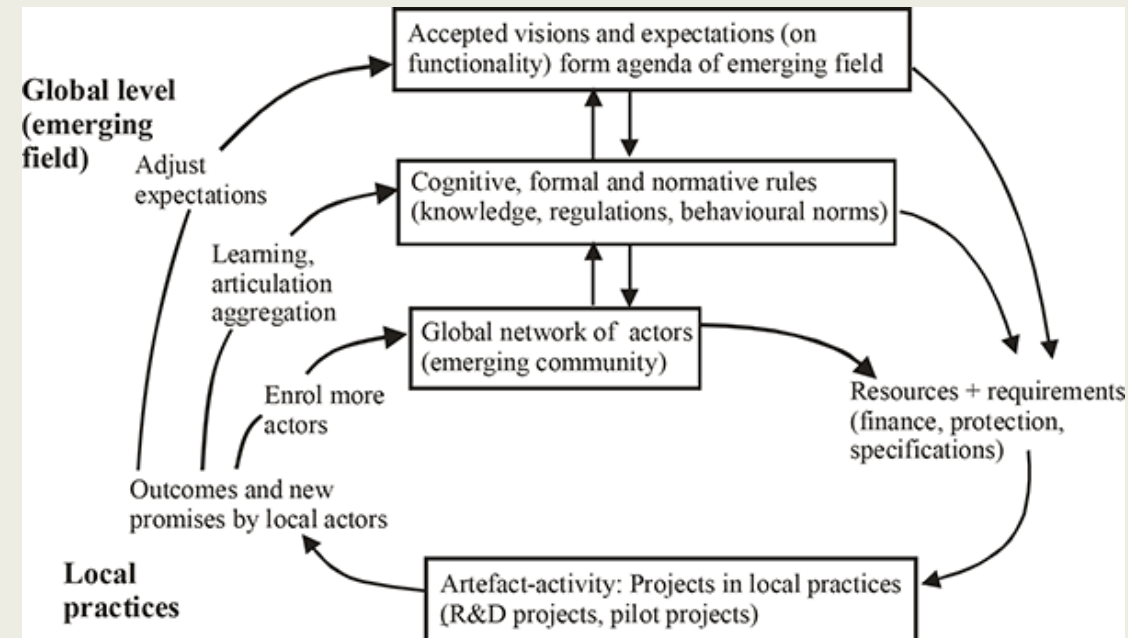 Accepted visions and expectations (on
functionality) form agenda of emerging field
Global level
(emerging
field)
Adjust
expectations
Cognitive, formal and normative rules
(knowledge, regulations, behavioural norms)
Learning,
articulation
aggregation
Global network of actors
(emerging community)
Enrol more
actors
Resources + requirements
(finance, protection,
specifications)
Outcomes and new
promises by local actors
Local
practices
Artefact-activity: Projects in local practices
(R&D projects, pilot projects)